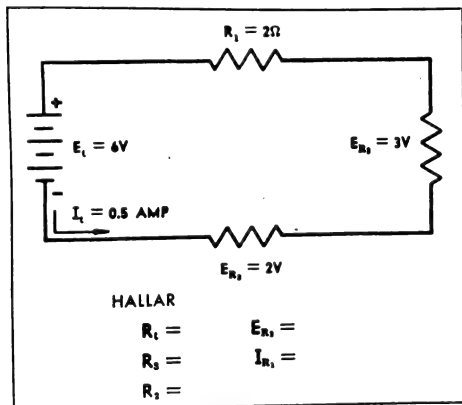 R₁ = 2Ω
+
Eₜ = 6V
E_R₂ = 3V
−
Iₜ = 0.5 AMP
E_R₃ = 2V
HALLAR
Rₜ = E_R₁ =
R₃ = I_R₁ =
R₂ =